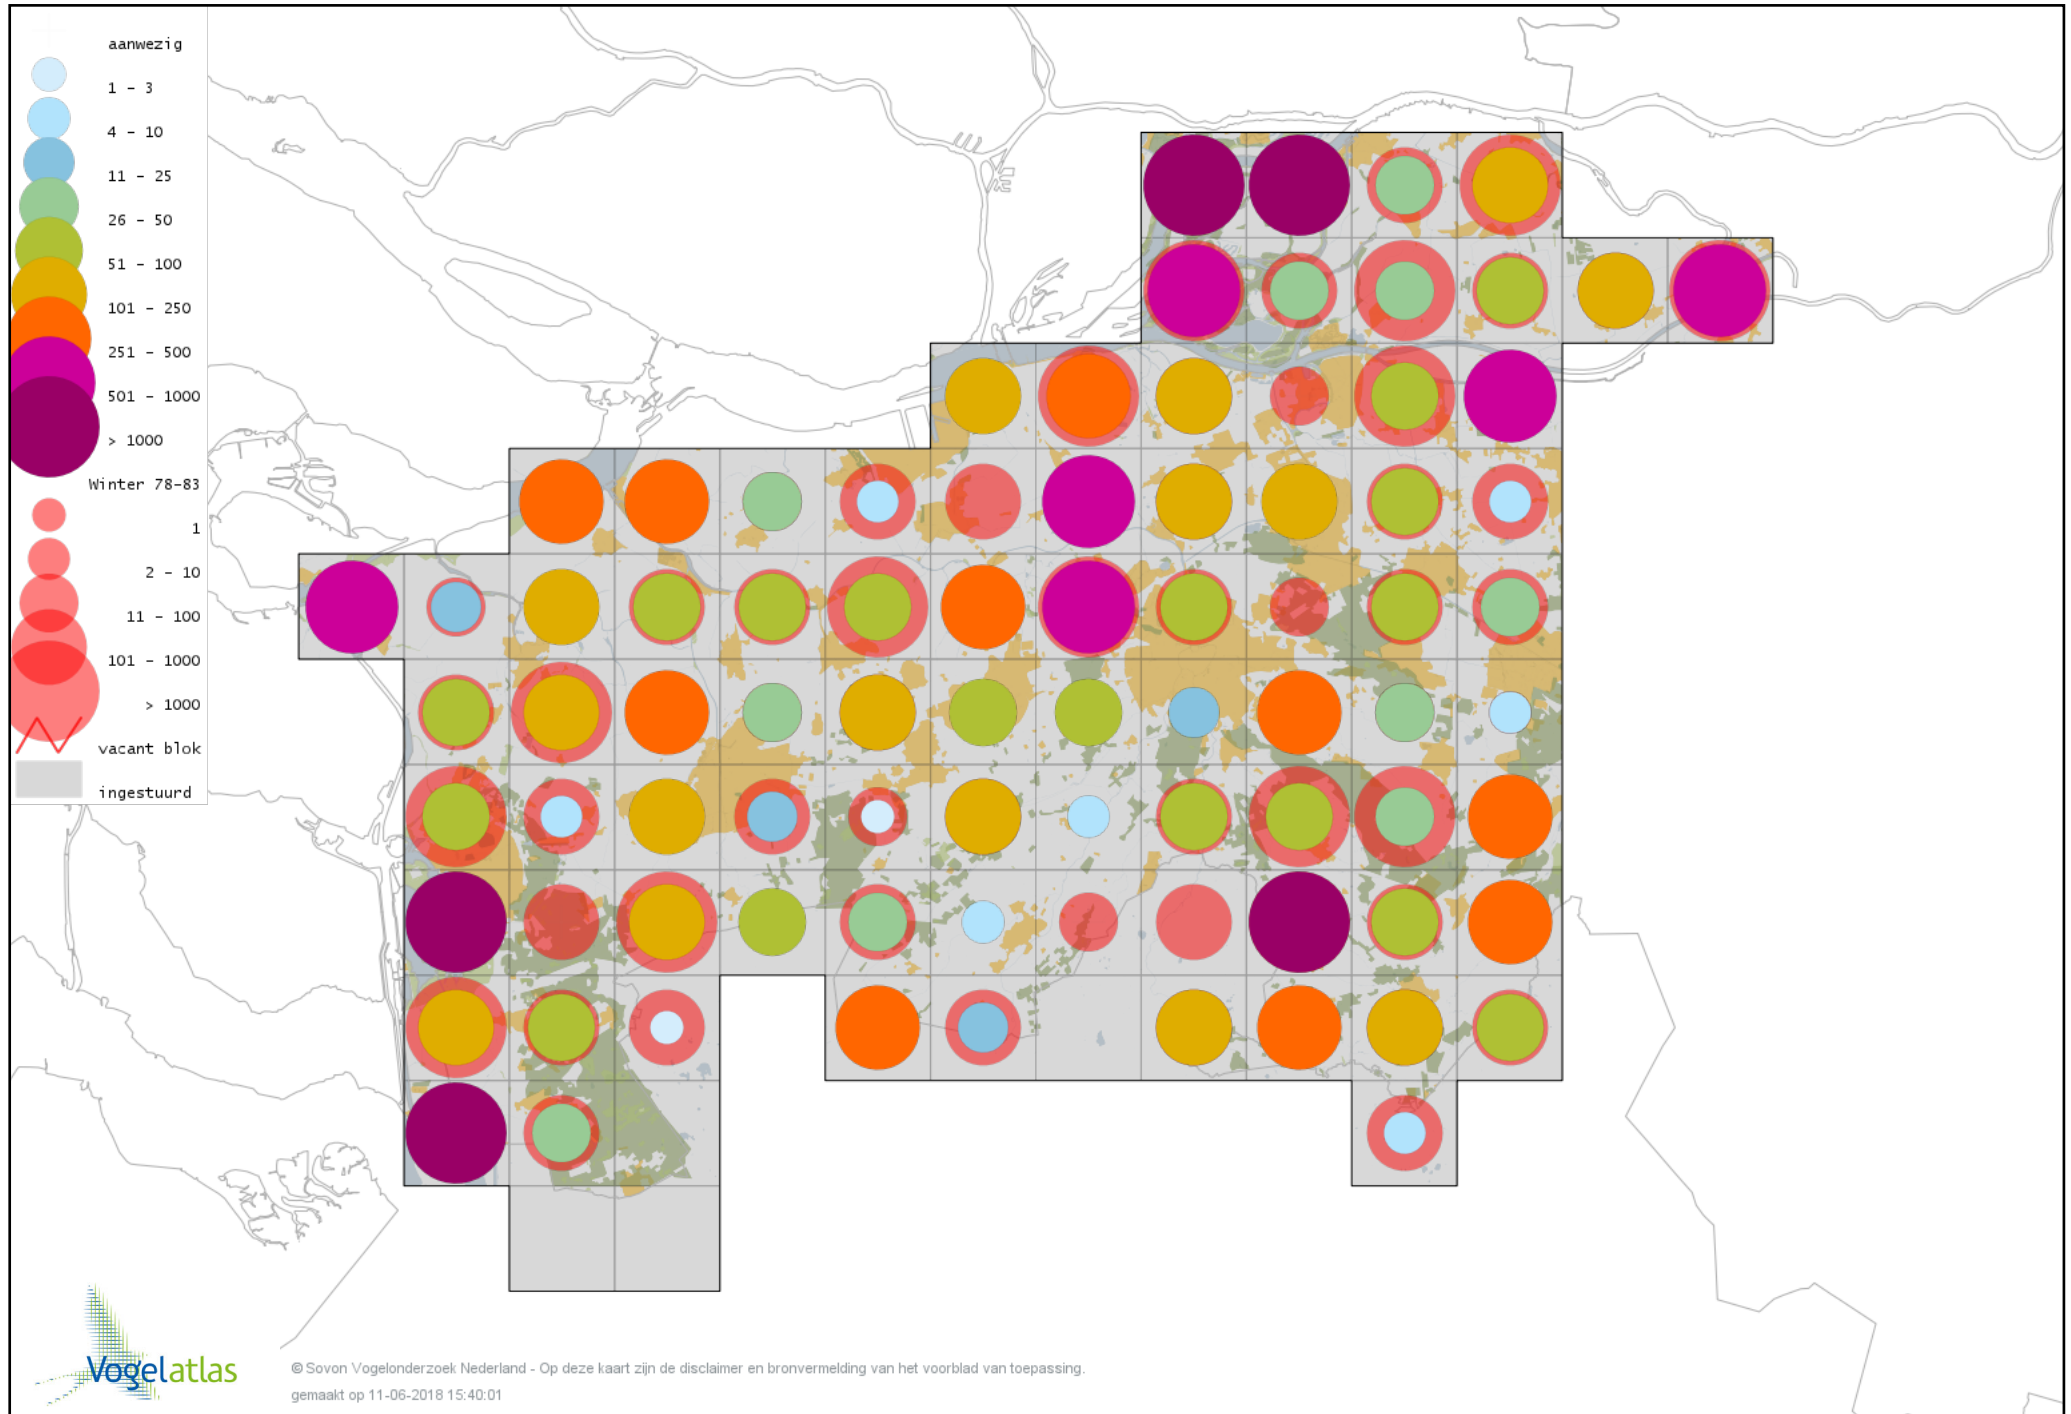 aanwezig
1 - 3
4 - 10
11 - 25
26 - 50
51 - 100
101 - 250
251 - 500
501 - 1000
> 1000
Winter 78-83
1
2 - 10
11 - 100
101 - 1000
> 1000
vacant blok
ingestuurd
Vogelatlas
© Sovon Vogelonderzoek Nederland - Op deze kaart zijn de disclaimer en bronvermelding van het voorblad van toepassing.
gemaakt op 11-06-2018 15:40:01